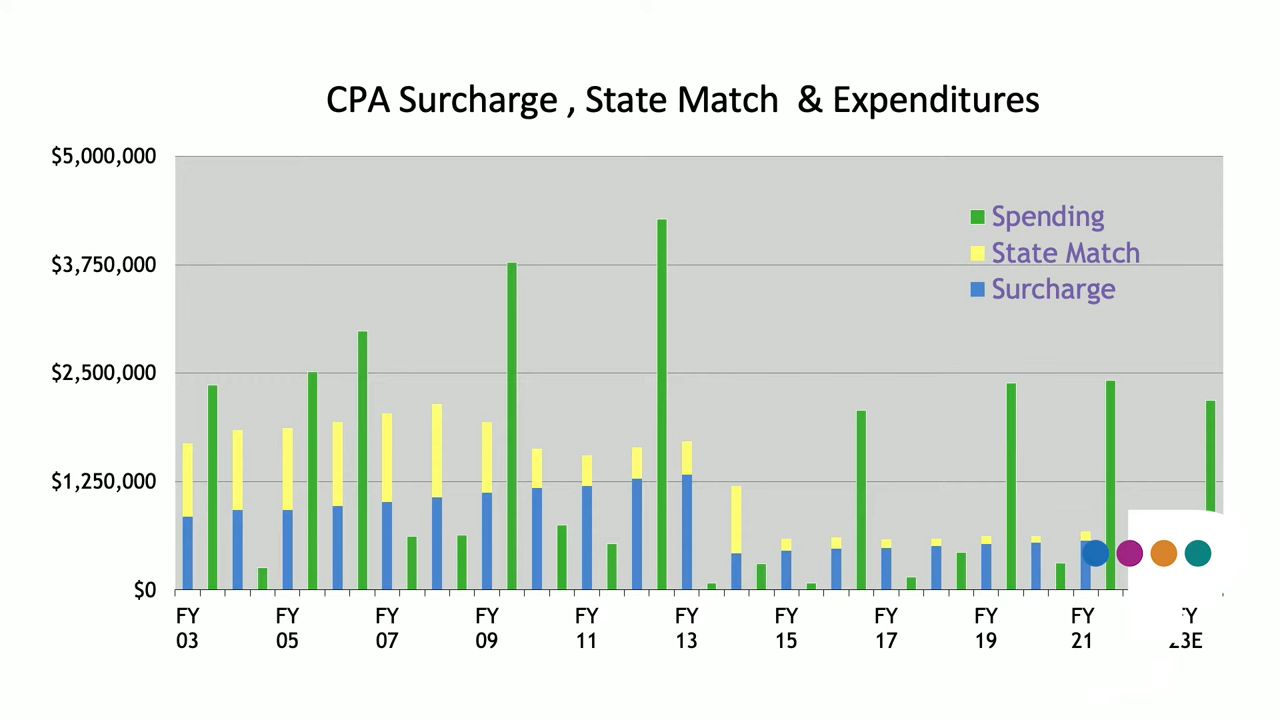 CPA Surcharge , State Match & Expenditures
$5,000,000
$3,750,000
$2,500,000
$1,250,000
$0
Spending
State Match
Surcharge
FY 03
FY 05
FY 07
FY 09
FY 11
FY 13
FY 15
FY 17
FY 19
FY 21